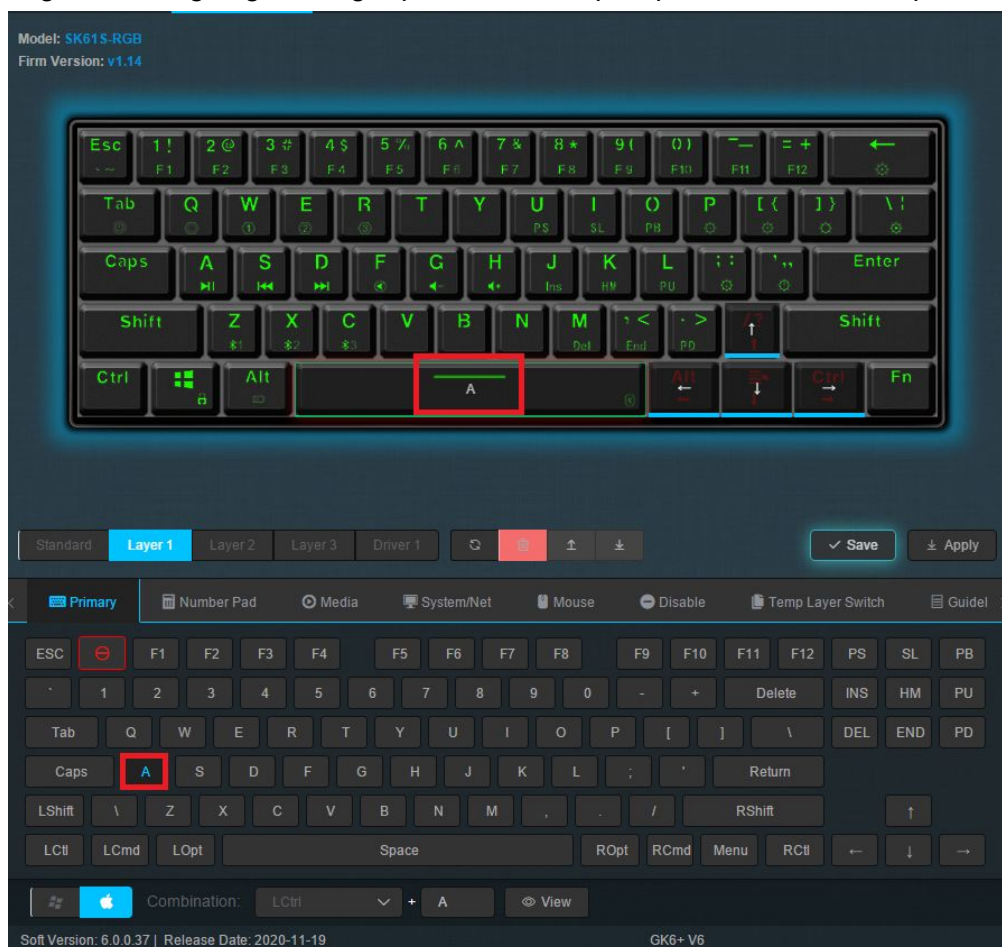 Model: SK61S-RGB
Firm Version: v1.14
Esc 1! 2@ 3# 4$ 5% 6^ 7& 8* 9( 0) -— =+ ←
F1 F2 F3 F4 F5 F6 F7 F8 F9 F10 F11 F12
Tab Q W E R T Y U I O P [{ ]} \¦
① ② ③ PS SL PB
Caps A S D F G H J K L ;: ',, Enter
Ins HM PU
Shift Z X C V B N M ,< .> /? ↑ Shift
1 2 3 Del End PD
Ctrl Alt A Alt ← ↓ Ctrl → Fn
Standard Layer 1 Layer 2 Layer 3 Driver 1 Save Apply
Primary Number Pad Media System/Net Mouse Disable Temp Layer Switch Guidel
ESC F1 F2 F3 F4 F5 F6 F7 F8 F9 F10 F11 F12 PS SL PB
` 1 2 3 4 5 6 7 8 9 0 - + Delete INS HM PU
Tab Q W E R T Y U I O P [ ] \ DEL END PD
Caps A S D F G H J K L ; ' Return
LShift \ Z X C V B N M , . / RShift ↑
LCtl LCmd LOpt Space ROpt RCmd Menu RCtl ← ↓ →
Combination: LCtrl + A View
Soft Version: 6.0.0.37 | Release Date: 2020-11-19 GK6+ V6